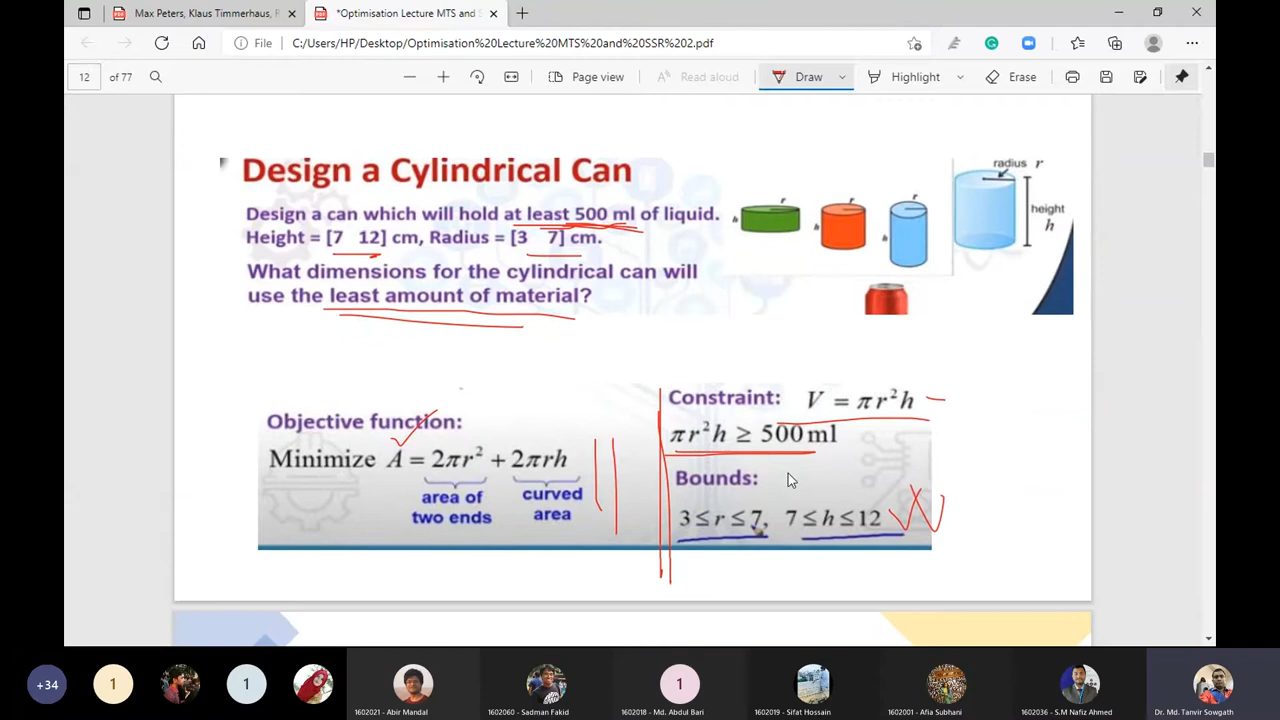 Max Peters, Klaus Timmerhaus, P
*Optimisation Lecture MTS and S
File
C:/Users/HP/Desktop/Optimisation%20Lecture%20MTS%20and%20SSR%202.pdf
12 of 77
Page view
Read aloud
Draw
Highlight
Erase
Design a Cylindrical Can
Design a can which will hold at least 500 ml of liquid.
Height = [7 12] cm, Radius = [3 7] cm.
What dimensions for the cylindrical can will
use the least amount of material?
r
h
r
h
r
h
radius r
height
h
Objective function:
Minimize A = 2πr² + 2πrh
area of
two ends
curved
area
Constraint: V = πr²h
πr²h ≥ 500 ml
Bounds:
3 ≤ r ≤ 7, 7 ≤ h ≤ 12
+34
1
1
1
1602021 - Abir Mandal
1602060 - Sadman Fakid
1602018 - Md. Abdul Bari
1602019 - Sifat Hossain
1602001 - Afia Subhani
1602036 - S.M Nafiz Ahmed
Dr. Md. Tanvir Sowgath